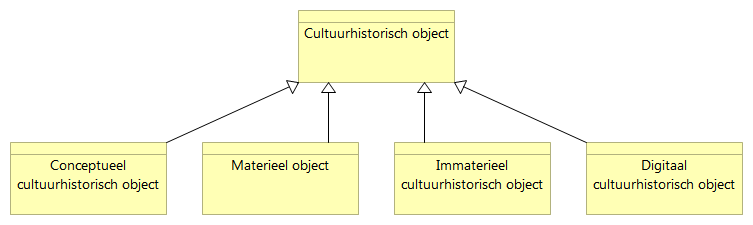 Cultuurhistorisch object
Conceptueel
cultuurhistorisch object
Materieel object
Immaterieel
cultuurhistorisch object
Digitaal
cultuurhistorisch object